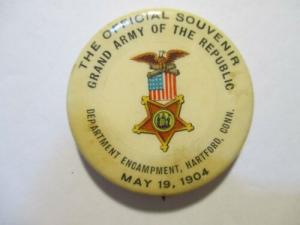 THE OFFICIAL SOUVENIR
GRAND ARMY OF THE REPUBLIC
DEPARTMENT ENCAMPMENT, HARTFORD, CONN.
MAY 19, 1904